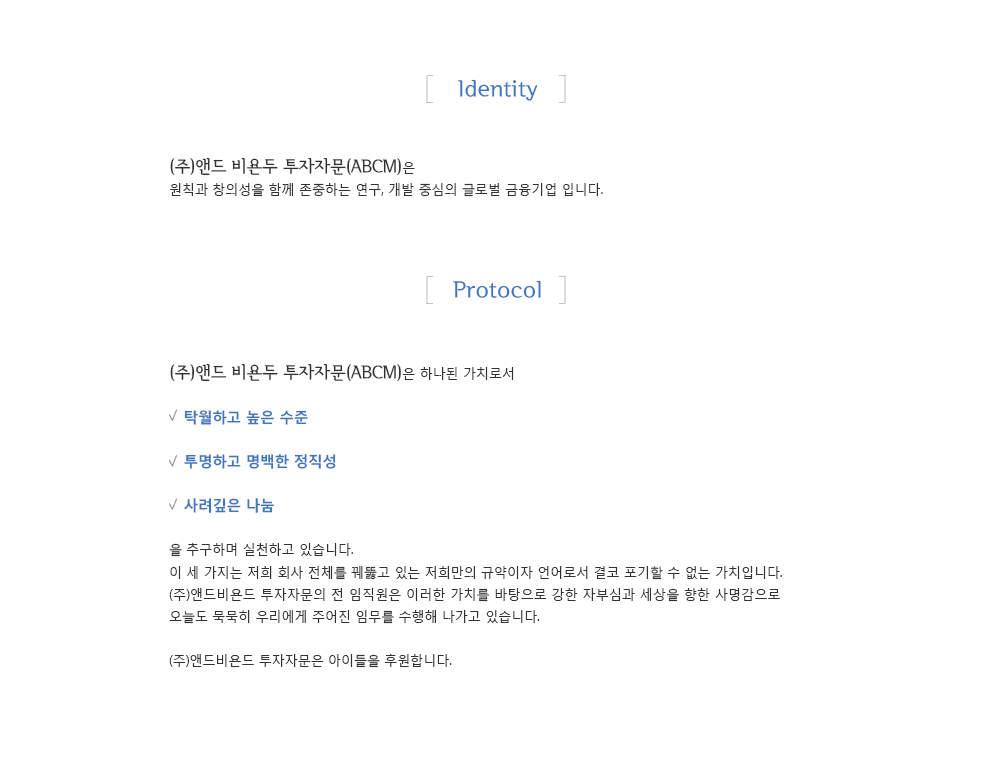 [ Identity ]
(주)앤드 비욘두 투자자문(ABCM)은
원칙과 창의성을 함께 존중하는 연구, 개발 중심의 글로벌 금융기업 입니다.
[ Protocol ]
(주)앤드 비욘두 투자자문(ABCM)은 하나된 가치로서
√ 탁월하고 높은 수준
√ 투명하고 명백한 정직성
√ 사려깊은 나눔
을 추구하며 실천하고 있습니다.
이 세 가지는 저희 회사 전체를 꿰뚫고 있는 저희만의 규약이자 언어로서 결코 포기할 수 없는 가치입니다.
(주)앤드비욘드 투자자문의 전 임직원은 이러한 가치를 바탕으로 강한 자부심과 세상을 향한 사명감으로
오늘도 묵묵히 우리에게 주어진 임무를 수행해 나가고 있습니다.
(주)앤드비욘드 투자자문은 아이들을 후원합니다.